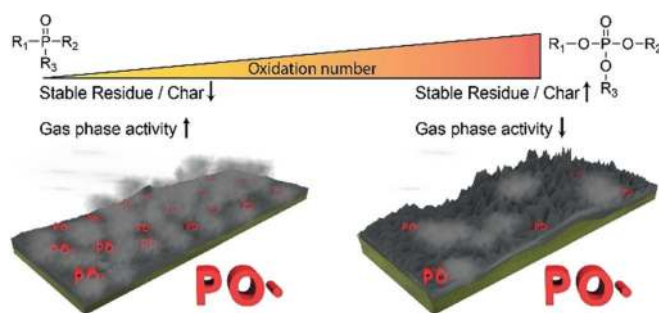 O
R₁–P–R₂
R₃
Oxidation number
O
R₁–O–P–O–R₂
O
R₃
Stable Residue / Char ↓
Stable Residue / Char ↑
Gas phase activity ↑
Gas phase activity ↓
PO•
PO•